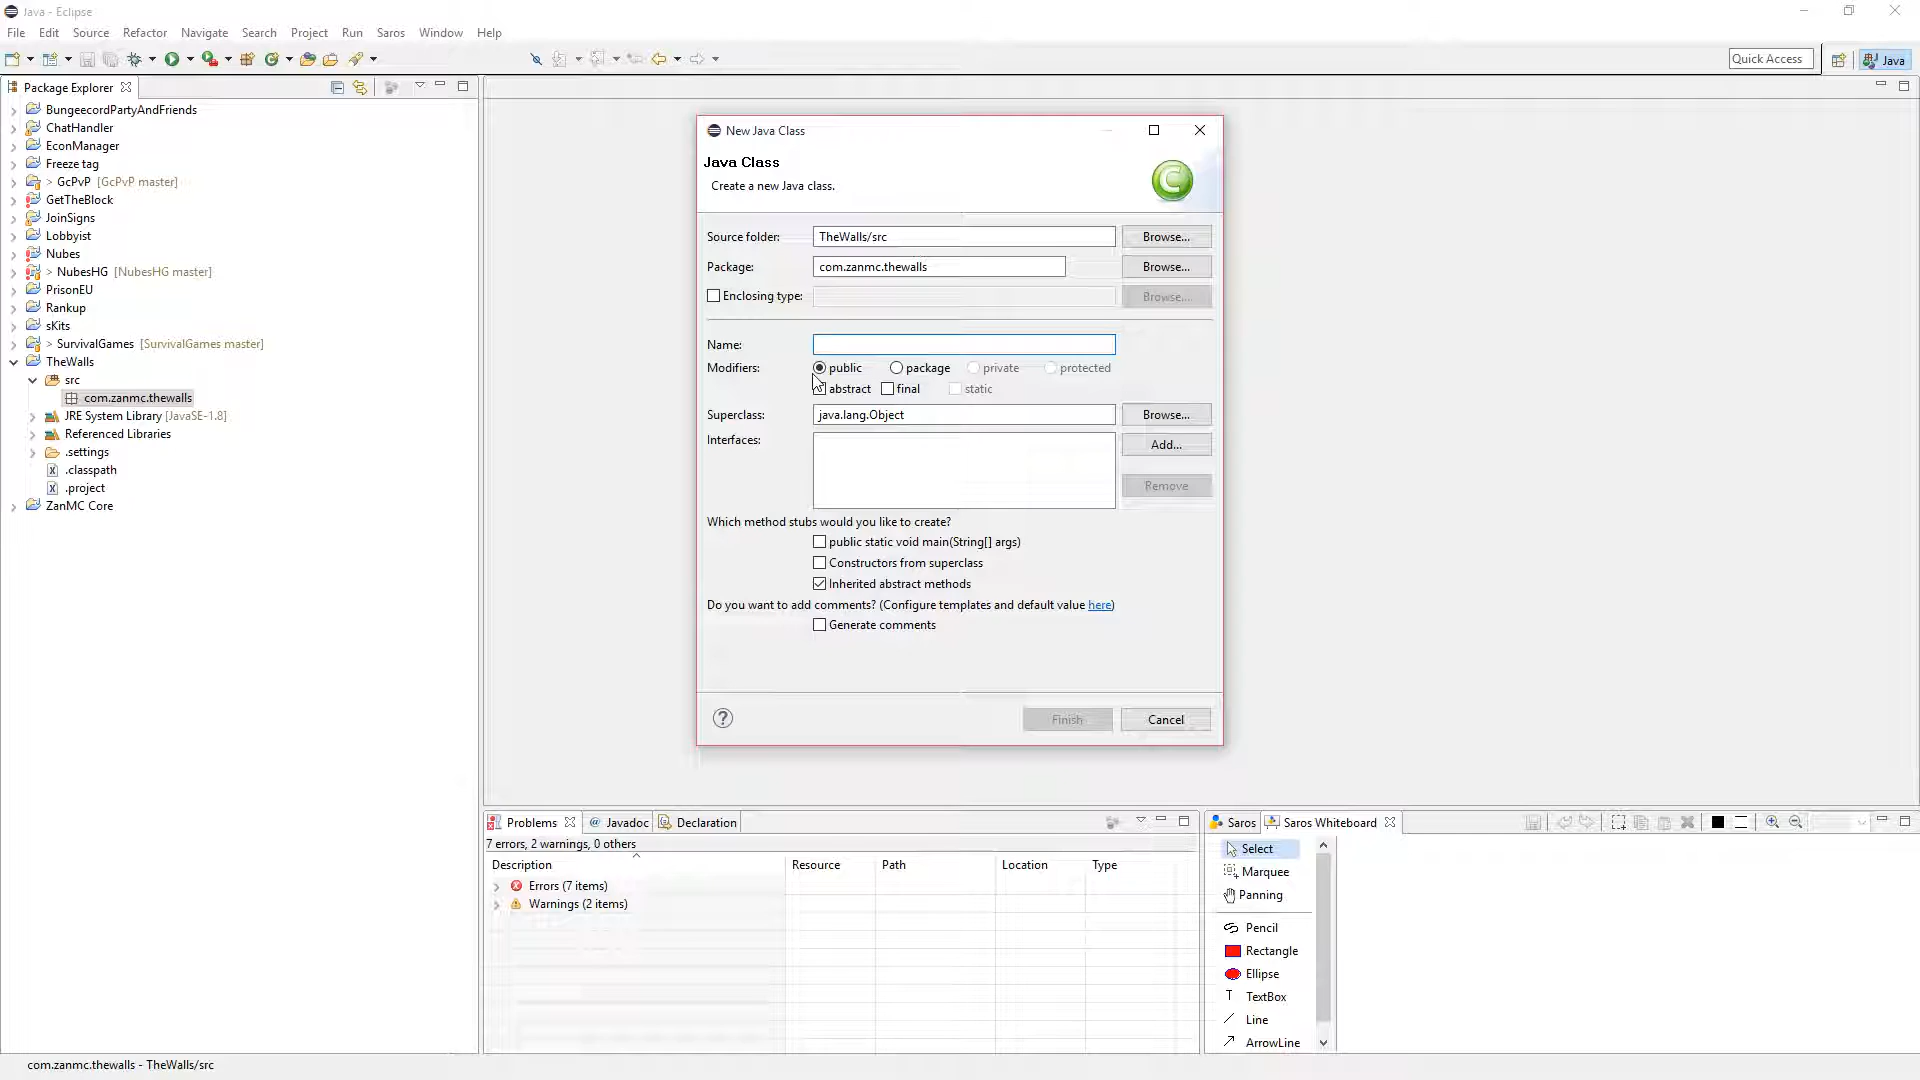 Java - Eclipse
File Edit Source Refactor Navigate Search Project Run Saros Window Help
Quick Access
Java
Package Explorer
BungeecordPartyAndFriends
ChatHandler
EconManager
Freeze tag
> GcPvP [GcPvP master]
GetTheBlock
JoinSigns
Lobbyist
Nubes
> NubesHG [NubesHG master]
PrisonEU
Rankup
sKits
> SurvivalGames [SurvivalGames master]
TheWalls
src
com.zanmc.thewalls
JRE System Library [JavaSE-1.8]
Referenced Libraries
.settings
.classpath
.project
ZanMC Core
New Java Class
Java Class
Create a new Java class.
Source folder: TheWalls/src Browse...
Package: com.zanmc.thewalls Browse...
Enclosing type: Browse...
Name:
Modifiers: public package private protected
abstract final static
Superclass: java.lang.Object Browse...
Interfaces: Add...
Remove
Which method stubs would you like to create?
public static void main(String[] args)
Constructors from superclass
Inherited abstract methods
Do you want to add comments? (Configure templates and default value here)
Generate comments
? Finish Cancel
Problems @ Javadoc Declaration
7 errors, 2 warnings, 0 others
Description Resource Path Location Type
Errors (7 items)
Warnings (2 items)
Saros Saros Whiteboard
Select
Marquee
Panning
Pencil
Rectangle
Ellipse
T TextBox
Line
ArrowLine
com.zanmc.thewalls - TheWalls/src